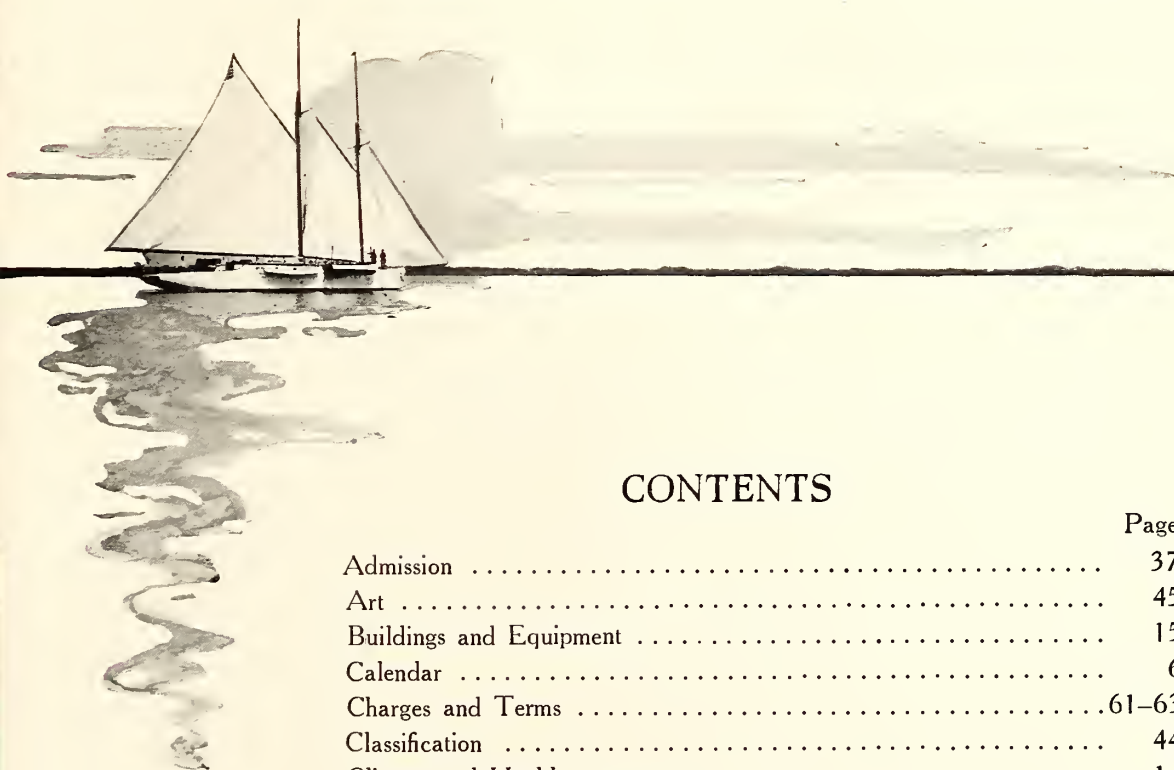 CONTENTS
Page
Admission ............................................... 37
Art ............................................... 45
Buildings and Equipment ............................................... 15
Calendar ............................................... 6
Charges and Terms ............................................... 61–63
Classification ............................................... 44